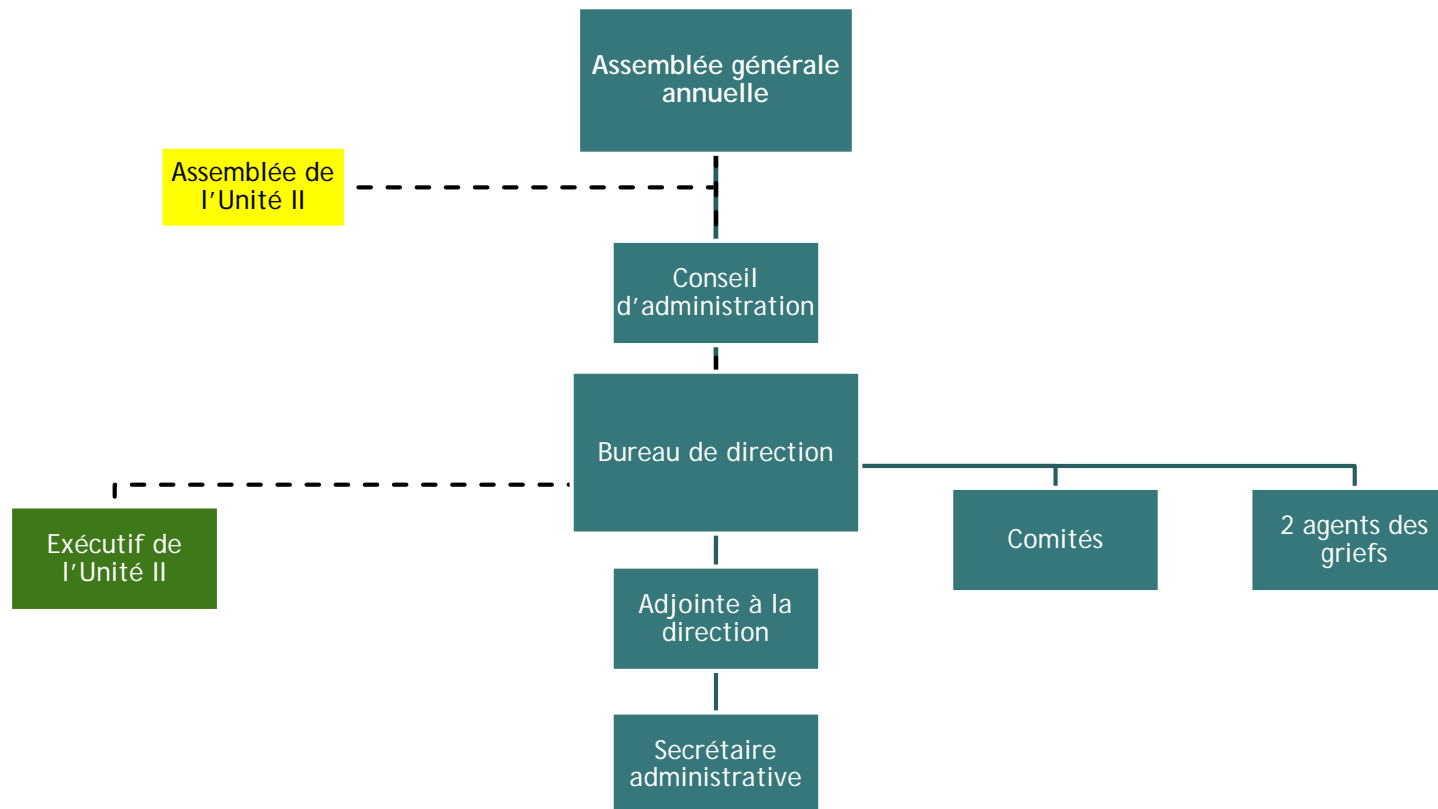 Assemblée générale
annuelle
Assemblée de
l’Unité II
Conseil
d’administration
Bureau de direction
Exécutif de
l’Unité II
Comités
2 agents des
griefs
Adjointe à la
direction
Secrétaire
administrative